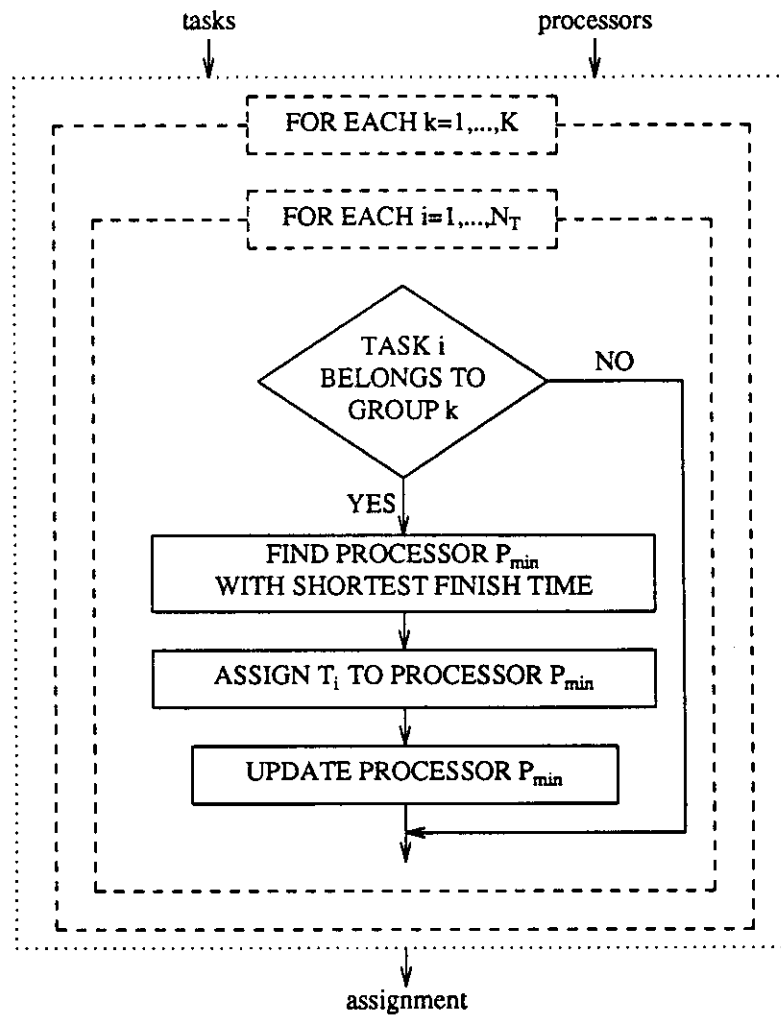 tasks
processors
FOR EACH k=1,...,K
FOR EACH i=1,...,N_T
TASK i
BELONGS TO
GROUP k
NO
YES
FIND PROCESSOR P_min
WITH SHORTEST FINISH TIME
ASSIGN T_i TO PROCESSOR P_min
UPDATE PROCESSOR P_min
assignment